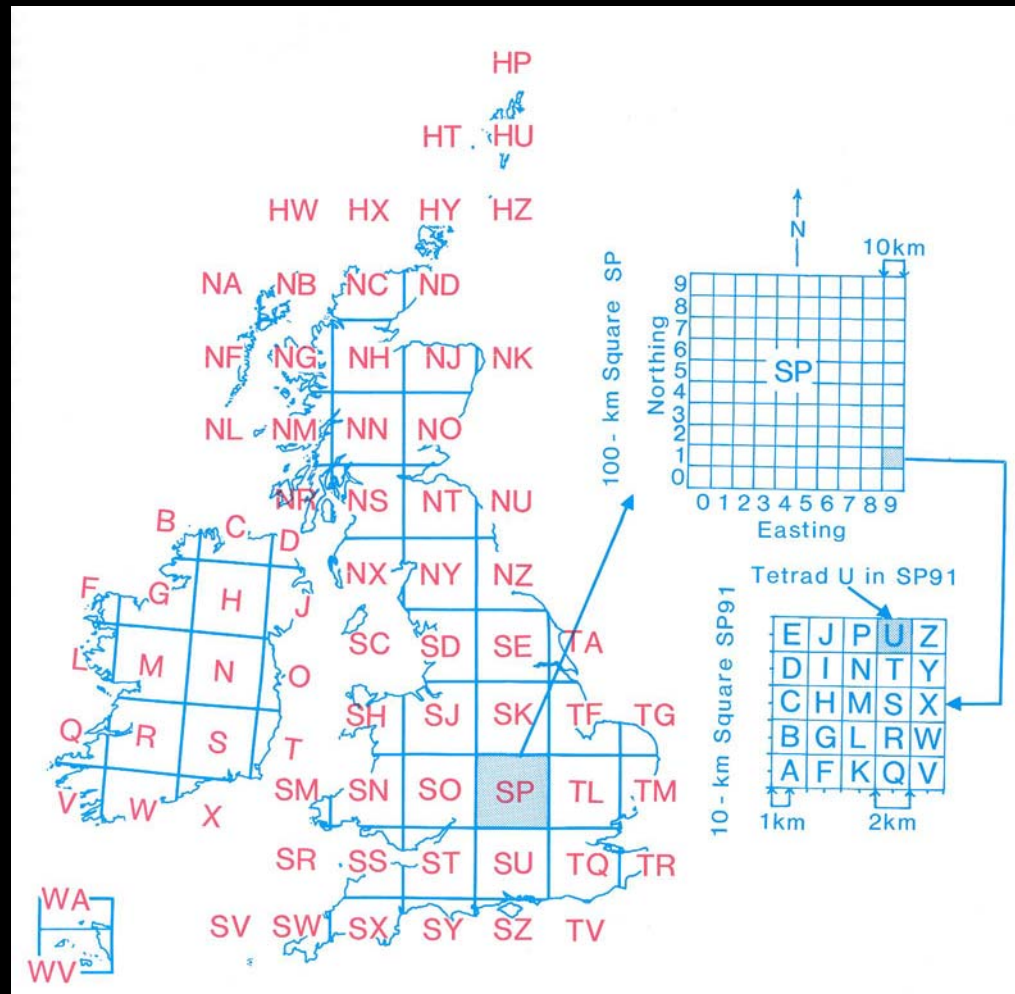 HP
HT HU
HW HX HY HZ
NA NB NC ND
NF NG NH NJ NK
NL NM NN NO
NR NS NT NU
NX NY NZ
SC SD SE TA
SH SJ SK TF TG
SM SN SO SP TL TM
SR SS ST SU TQ TR
SV SW SX SY SZ TV
B C D
F G H J
L M N O
Q R S T
V W X
WA
WV
N
10km
100 - km Square SP
Northing
9
8
7
6
5
4
3
2
1
0
SP
0 1 2 3 4 5 6 7 8 9
Easting
Tetrad U in SP91
10 - km Square SP91
E J P U Z
D I N T Y
C H M S X
B G L R W
A F K Q V
1km 2km